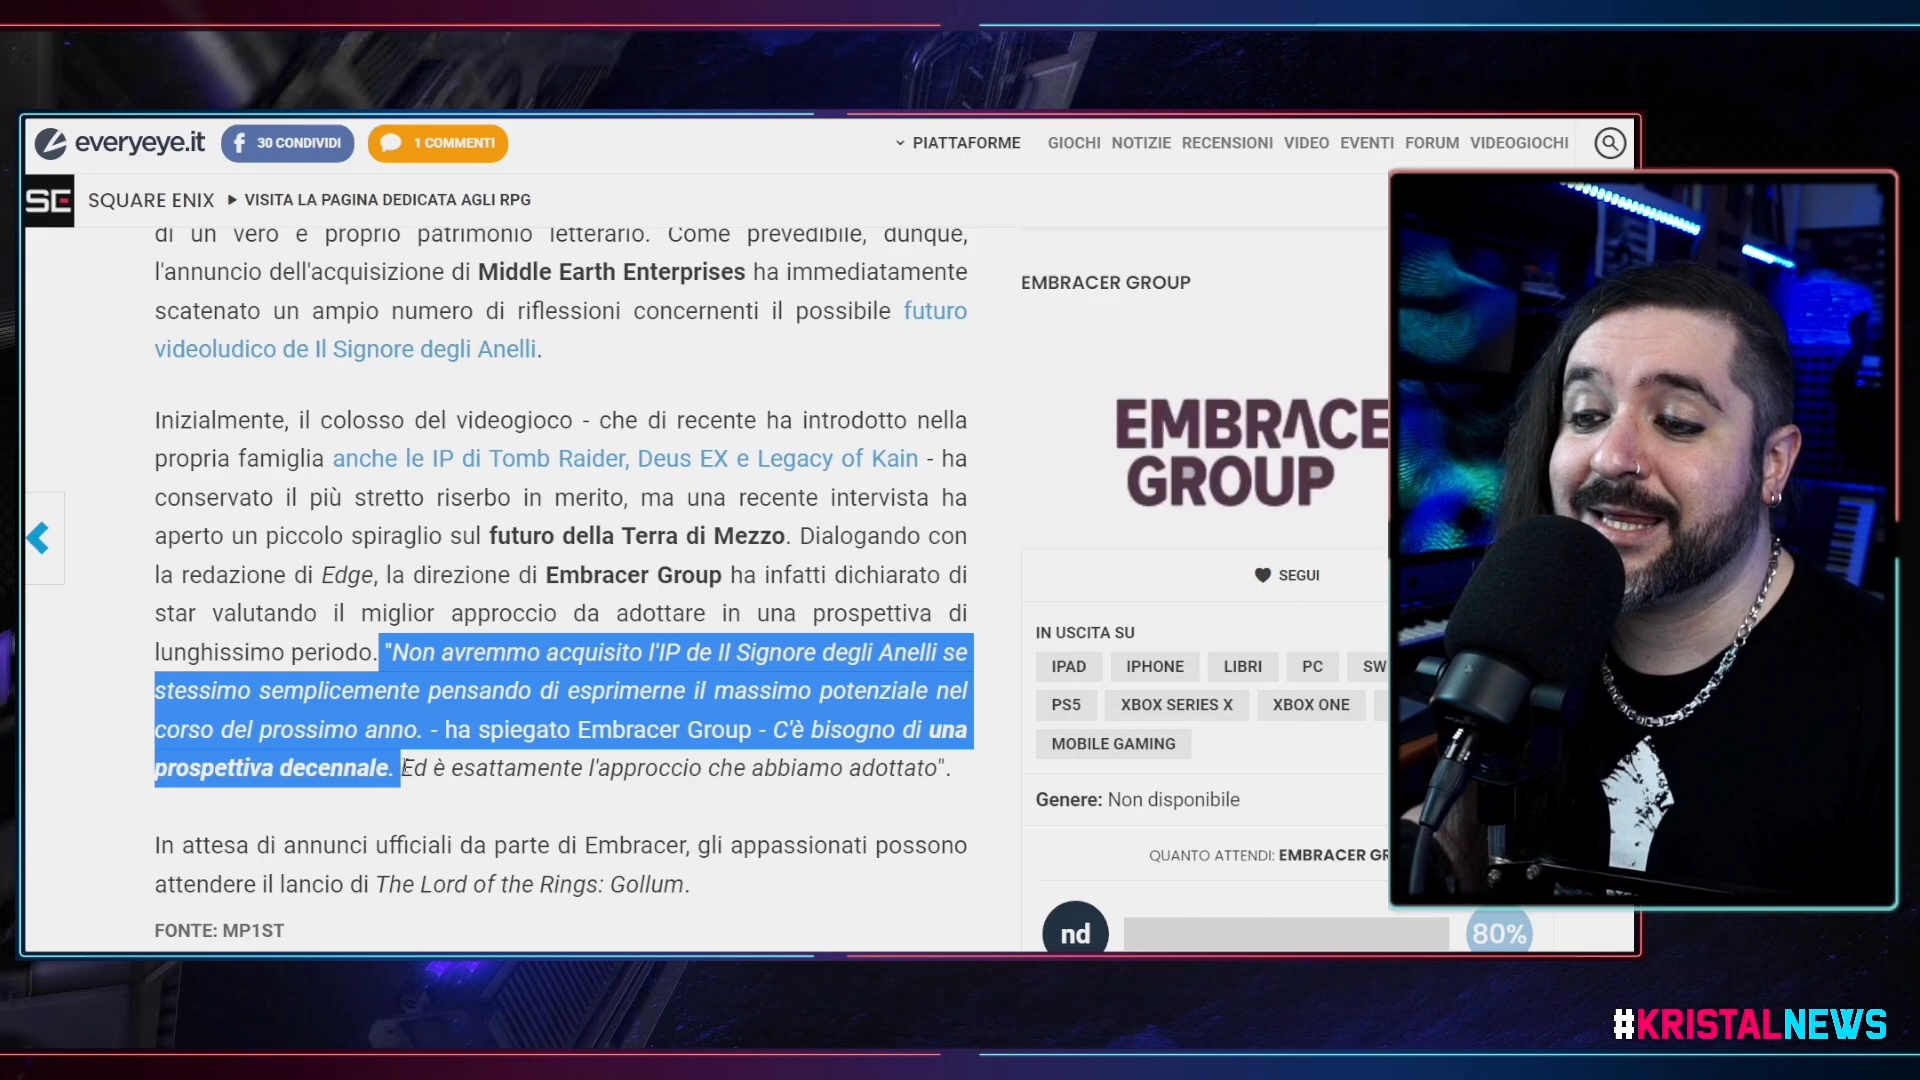 everyeye.it
30 CONDIVIDI
1 COMMENTI
PIATTAFORME
GIOCHI NOTIZIE RECENSIONI VIDEO EVENTI FORUM VIDEOGIOCHI
SE SQUARE ENIX VISITA LA PAGINA DEDICATA AGLI RPG
di un vero e proprio patrimonio letterario. Come prevedibile, dunque,
l'annuncio dell'acquisizione di Middle Earth Enterprises ha immediatamente
scatenato un ampio numero di riflessioni concernenti il possibile futuro
videoludico de Il Signore degli Anelli.
Inizialmente, il colosso del videogioco - che di recente ha introdotto nella
propria famiglia anche le IP di Tomb Raider, Deus EX e Legacy of Kain - ha
conservato il più stretto riserbo in merito, ma una recente intervista ha
aperto un piccolo spiraglio sul futuro della Terra di Mezzo. Dialogando con
la redazione di Edge, la direzione di Embracer Group ha infatti dichiarato di
star valutando il miglior approccio da adottare in una prospettiva di
lunghissimo periodo. "Non avremmo acquisito l'IP de Il Signore degli Anelli se
stessimo semplicemente pensando di esprimerne il massimo potenziale nel
corso del prossimo anno. - ha spiegato Embracer Group - C'è bisogno di una
prospettiva decennale. Ed è esattamente l'approccio che abbiamo adottato".
In attesa di annunci ufficiali da parte di Embracer, gli appassionati possono
attendere il lancio di The Lord of the Rings: Gollum.
FONTE: MP1ST
EMBRACER GROUP
EMBRACE
GROUP
SEGUI
IN USCITA SU
IPAD IPHONE LIBRI PC SW
PS5 XBOX SERIES X XBOX ONE
MOBILE GAMING
Genere: Non disponibile
QUANTO ATTENDI: EMBRACER GR
nd
80%
#KRISTALNEWS